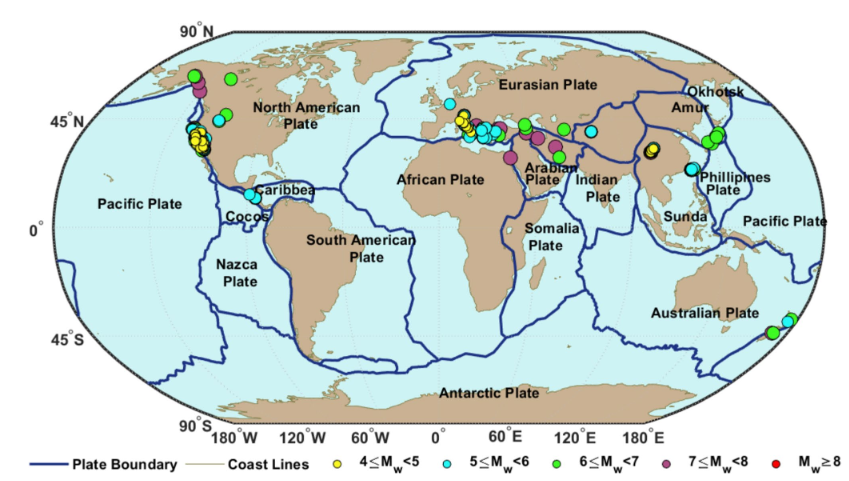 90°N
Okhotsk
Eurasian Plate
Amur
North American
Plate
45°N
African Plate
Arabian
Plate
Indian
Plate
Phillipines
Plate
Caribbea
Pacific Plate
Cocos
Sunda
Pacific Plate
0°
South American
Plate
Somalia
Plate
Nazca
Plate
Australian Plate
45°S
Antarctic Plate
90°S
180°W 120°W 60°W 0° 60°E 120°E 180°E
Plate Boundary Coast Lines 4≤Mw<5 5≤Mw<6 6≤Mw<7 7≤Mw<8 Mw≥8